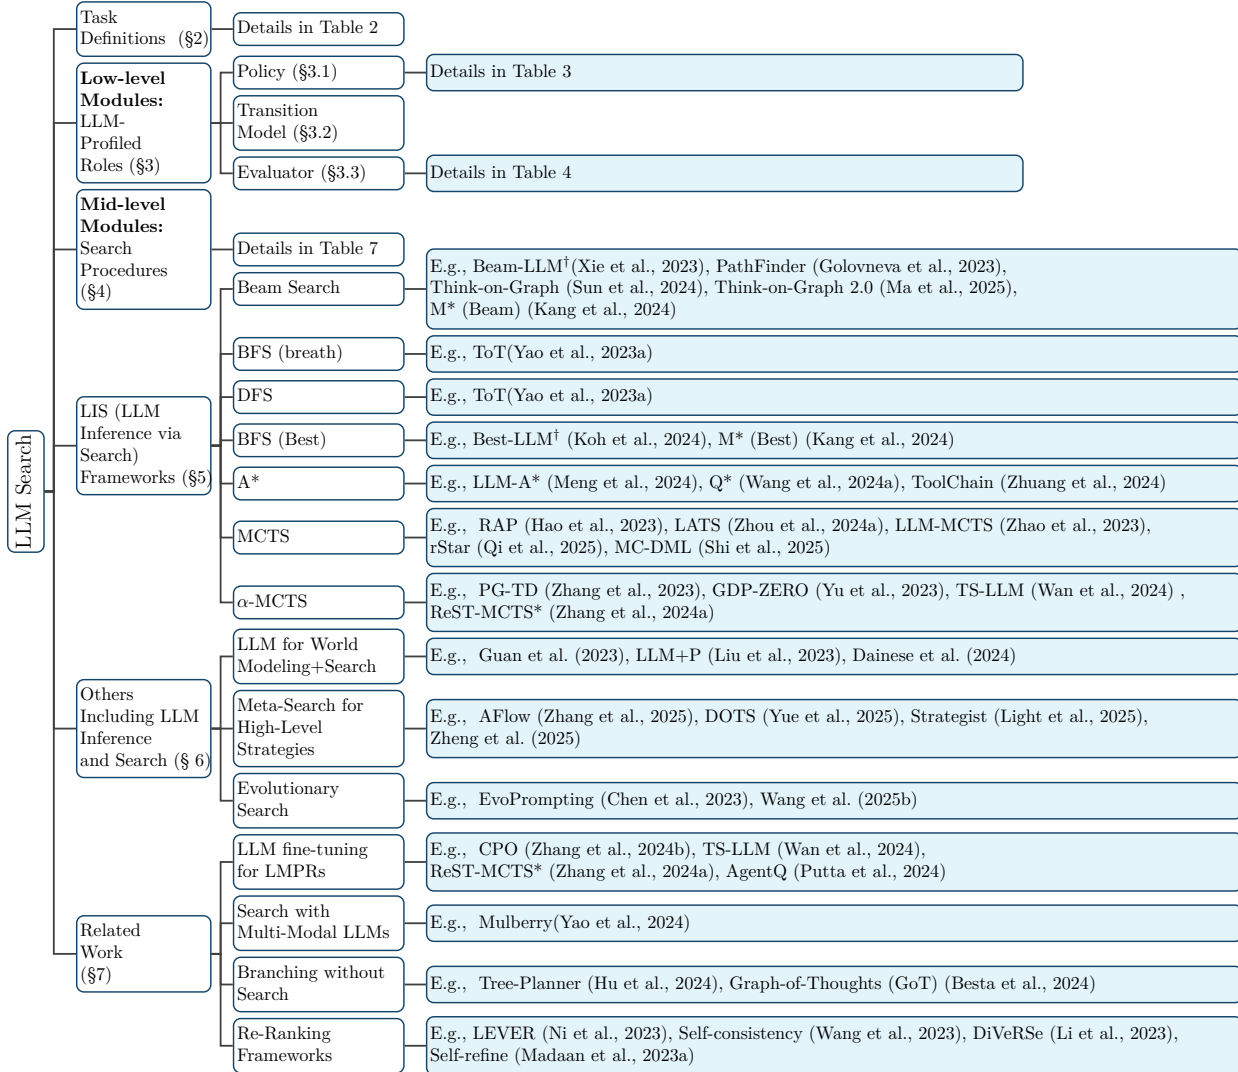 LLM Search
Task
Definitions (§2)
Details in Table 2
Low-level
Modules:
LLM-
Profiled
Roles (§3)
Policy (§3.1)
Details in Table 3
Transition
Model (§3.2)
Evaluator (§3.3)
Details in Table 4
Mid-level
Modules:
Search
Procedures
(§4)
Details in Table 7
LIS (LLM
Inference via
Search)
Frameworks (§5)
Beam Search
E.g., Beam-LLM†(Xie et al., 2023), PathFinder (Golovneva et al., 2023),
Think-on-Graph (Sun et al., 2024), Think-on-Graph 2.0 (Ma et al., 2025),
M* (Beam) (Kang et al., 2024)
BFS (breath)
E.g., ToT(Yao et al., 2023a)
DFS
E.g., ToT(Yao et al., 2023a)
BFS (Best)
E.g., Best-LLM† (Koh et al., 2024), M* (Best) (Kang et al., 2024)
A*
E.g., LLM-A* (Meng et al., 2024), Q* (Wang et al., 2024a), ToolChain (Zhuang et al., 2024)
MCTS
E.g., RAP (Hao et al., 2023), LATS (Zhou et al., 2024a), LLM-MCTS (Zhao et al., 2023),
rStar (Qi et al., 2025), MC-DML (Shi et al., 2025)
α-MCTS
E.g., PG-TD (Zhang et al., 2023), GDP-ZERO (Yu et al., 2023), TS-LLM (Wan et al., 2024) ,
ReST-MCTS* (Zhang et al., 2024a)
Others
Including LLM
Inference
and Search (§ 6)
LLM for World
Modeling+Search
E.g., Guan et al. (2023), LLM+P (Liu et al., 2023), Dainese et al. (2024)
Meta-Search for
High-Level
Strategies
E.g., AFlow (Zhang et al., 2025), DOTS (Yue et al., 2025), Strategist (Light et al., 2025),
Zheng et al. (2025)
Evolutionary
Search
E.g., EvoPrompting (Chen et al., 2023), Wang et al. (2025b)
Related
Work
(§7)
LLM fine-tuning
for LMPRs
E.g., CPO (Zhang et al., 2024b), TS-LLM (Wan et al., 2024),
ReST-MCTS* (Zhang et al., 2024a), AgentQ (Putta et al., 2024)
Search with
Multi-Modal LLMs
E.g., Mulberry(Yao et al., 2024)
Branching without
Search
E.g., Tree-Planner (Hu et al., 2024), Graph-of-Thoughts (GoT) (Besta et al., 2024)
Re-Ranking
Frameworks
E.g., LEVER (Ni et al., 2023), Self-consistency (Wang et al., 2023), DiVeRSe (Li et al., 2023),
Self-refine (Madaan et al., 2023a)